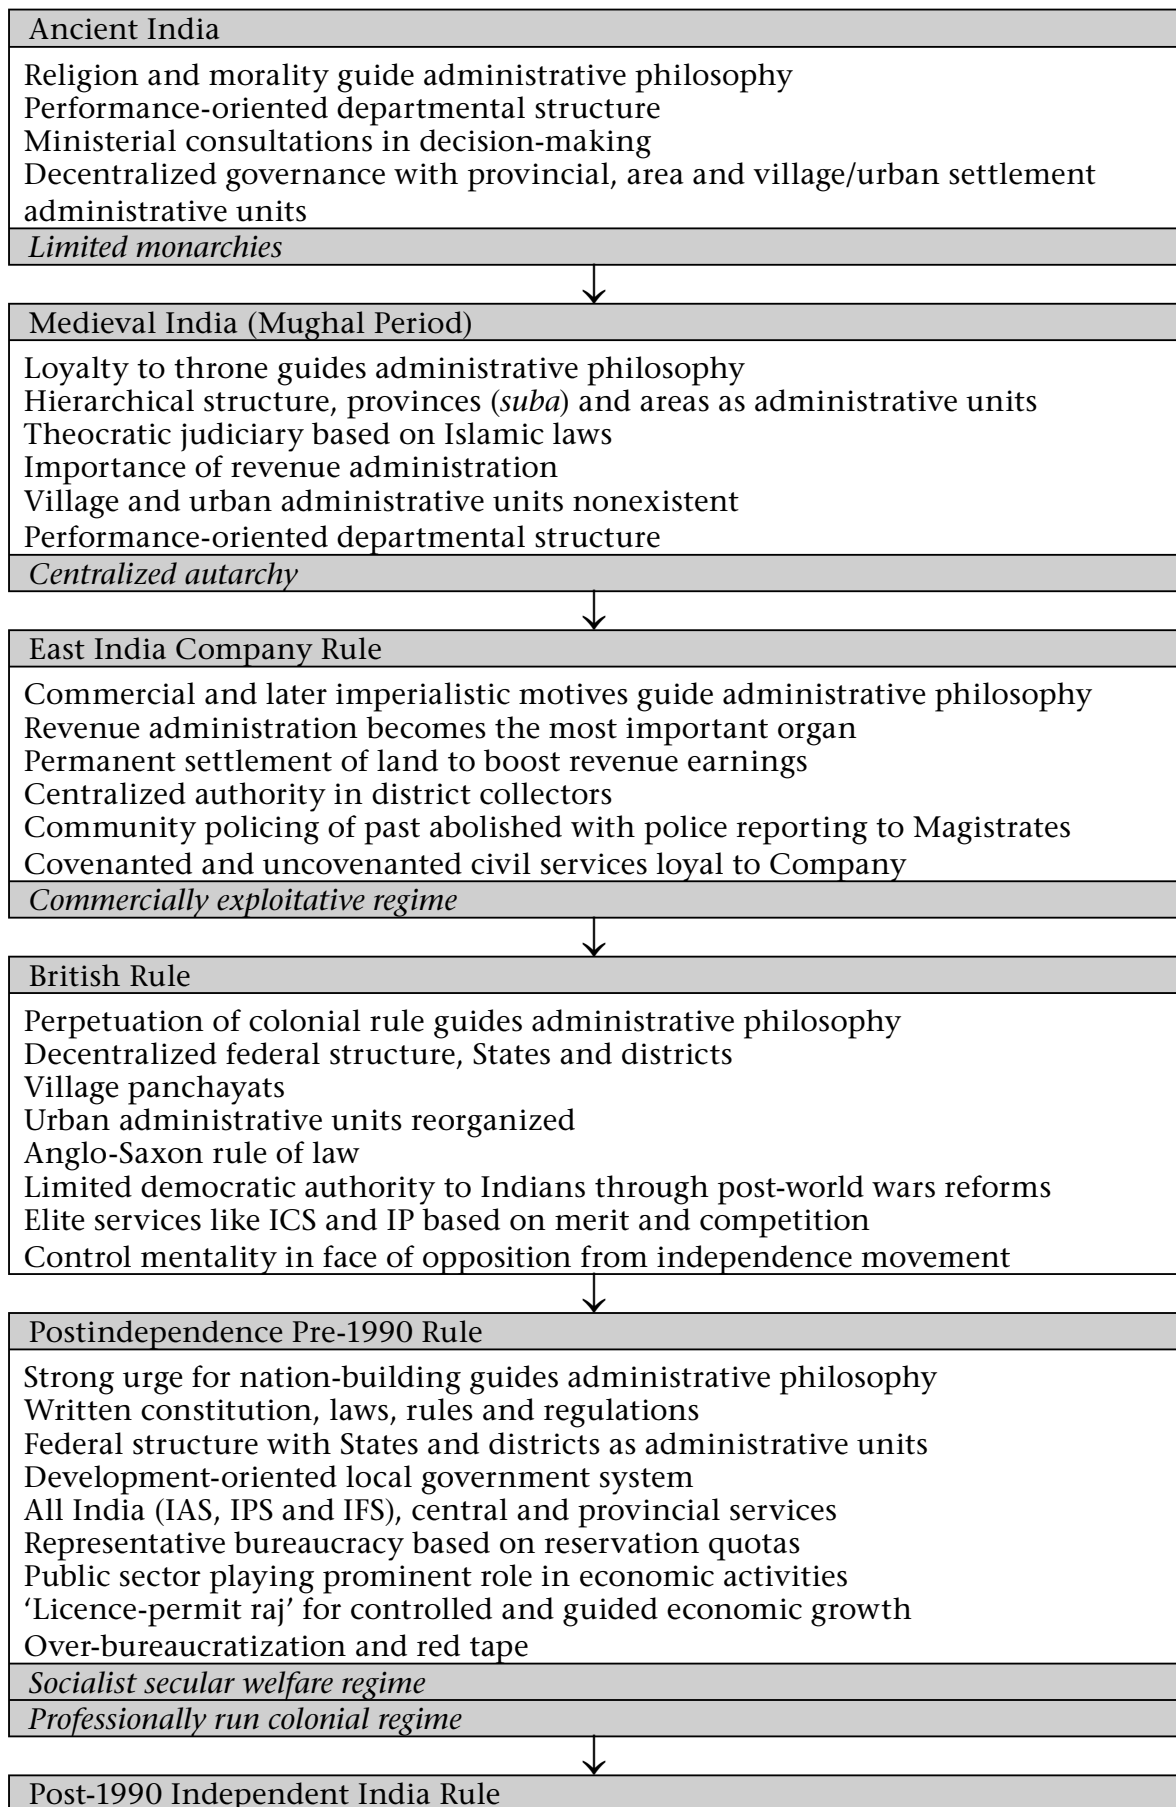 Ancient India
Religion and morality guide administrative philosophy
Performance-oriented departmental structure
Ministerial consultations in decision-making
Decentralized governance with provincial, area and village/urban settlement
administrative units
Limited monarchies
Medieval India (Mughal Period)
Loyalty to throne guides administrative philosophy
Hierarchical structure, provinces (suba) and areas as administrative units
Theocratic judiciary based on Islamic laws
Importance of revenue administration
Village and urban administrative units nonexistent
Performance-oriented departmental structure
Centralized autarchy
East India Company Rule
Commercial and later imperialistic motives guide administrative philosophy
Revenue administration becomes the most important organ
Permanent settlement of land to boost revenue earnings
Centralized authority in district collectors
Community policing of past abolished with police reporting to Magistrates
Covenanted and uncovenanted civil services loyal to Company
Commercially exploitative regime
British Rule
Perpetuation of colonial rule guides administrative philosophy
Decentralized federal structure, States and districts
Village panchayats
Urban administrative units reorganized
Anglo-Saxon rule of law
Limited democratic authority to Indians through post-world wars reforms
Elite services like ICS and IP based on merit and competition
Control mentality in face of opposition from independence movement
Postindependence Pre-1990 Rule
Strong urge for nation-building guides administrative philosophy
Written constitution, laws, rules and regulations
Federal structure with States and districts as administrative units
Development-oriented local government system
All India (IAS, IPS and IFS), central and provincial services
Representative bureaucracy based on reservation quotas
Public sector playing prominent role in economic activities
‘Licence-permit raj’ for controlled and guided economic growth
Over-bureaucratization and red tape
Socialist secular welfare regime
Professionally run colonial regime
Post-1990 Independent India Rule